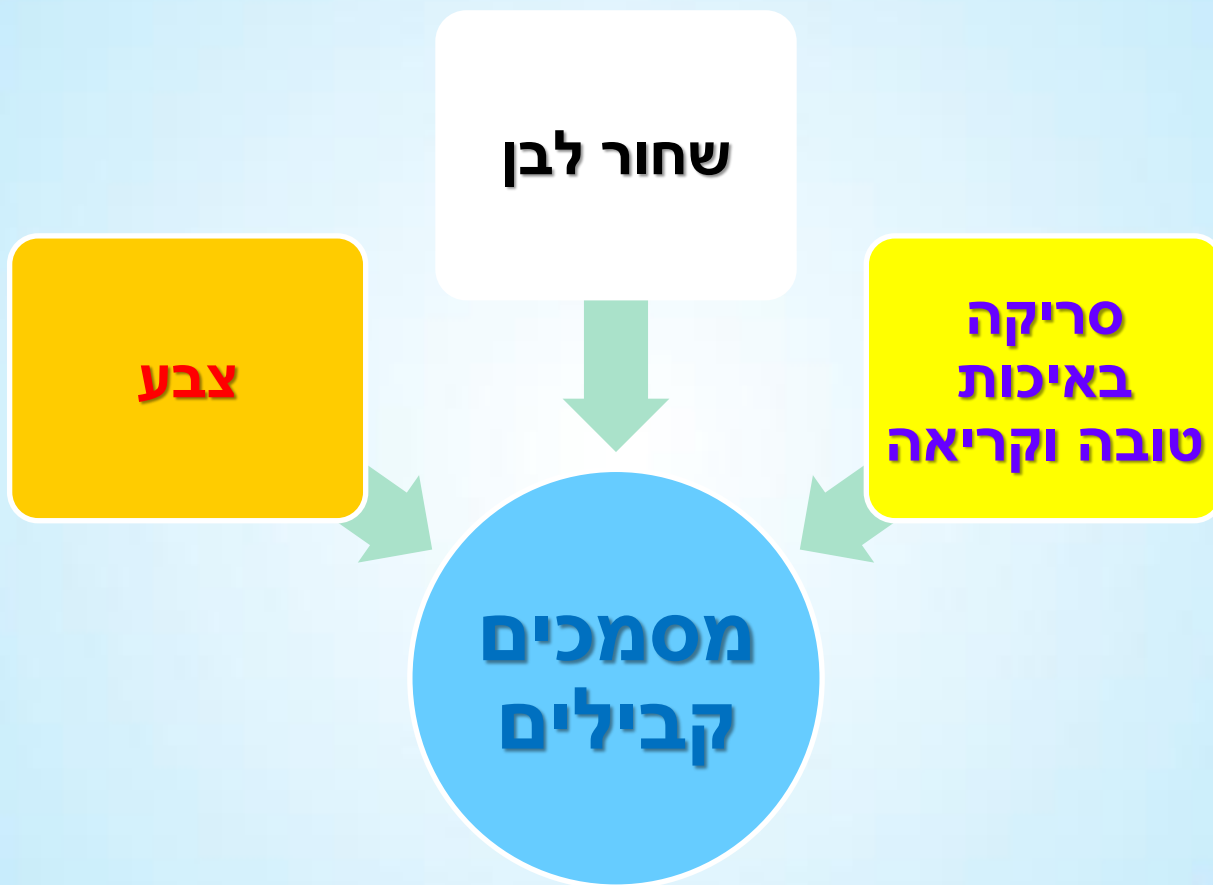 שחור לבן
סריקה
באיכות
טובה וקריאה
צבע
מסמכים
קבילים